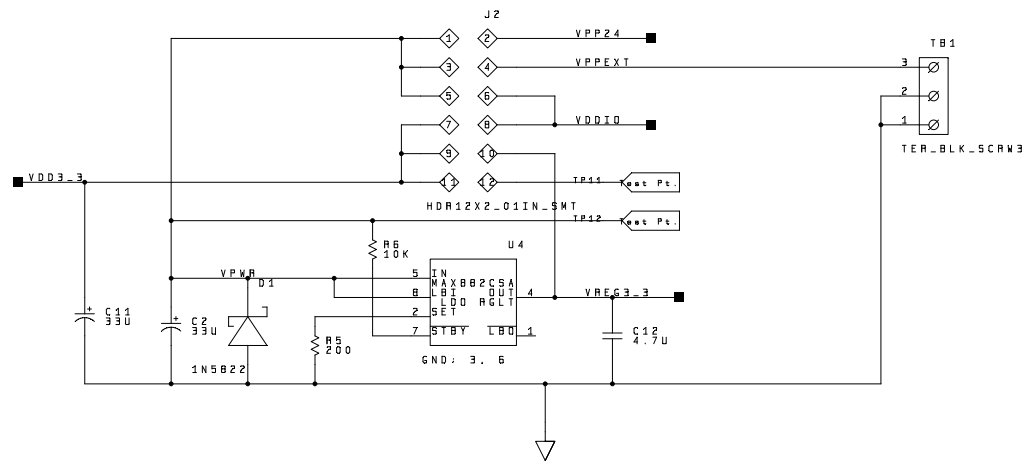 J2
1 2 VPP24
TB1
3 4 VPPEXT 3
5 6 2
7 8 VDDIO 1
9 10
TER_BLK_SCRW3
VDD3_3 11 12 TP11 Test Pt.
HDR12X2_01IN_SMT
TP12 Test Pt.
R6
10K
U4
VPWR 5 IN
D1 MAX882CSA
8 LBI OUT 4 VREG3_3
LDO RGLT
C11
33U
2 SET
C2
33U
7 STBY LBO 1
C12
4.7U
R5
200
GND: 3, 6
1N5822